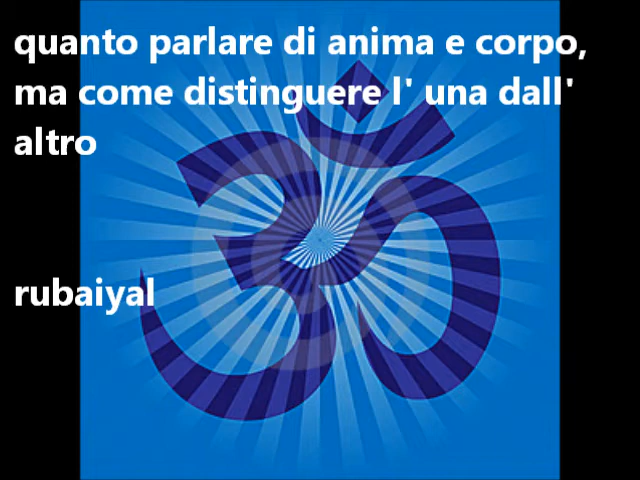 quanto parlare di anima e corpo,
ma come distinguere l' una dall'
altro
rubaiyal
ॐ